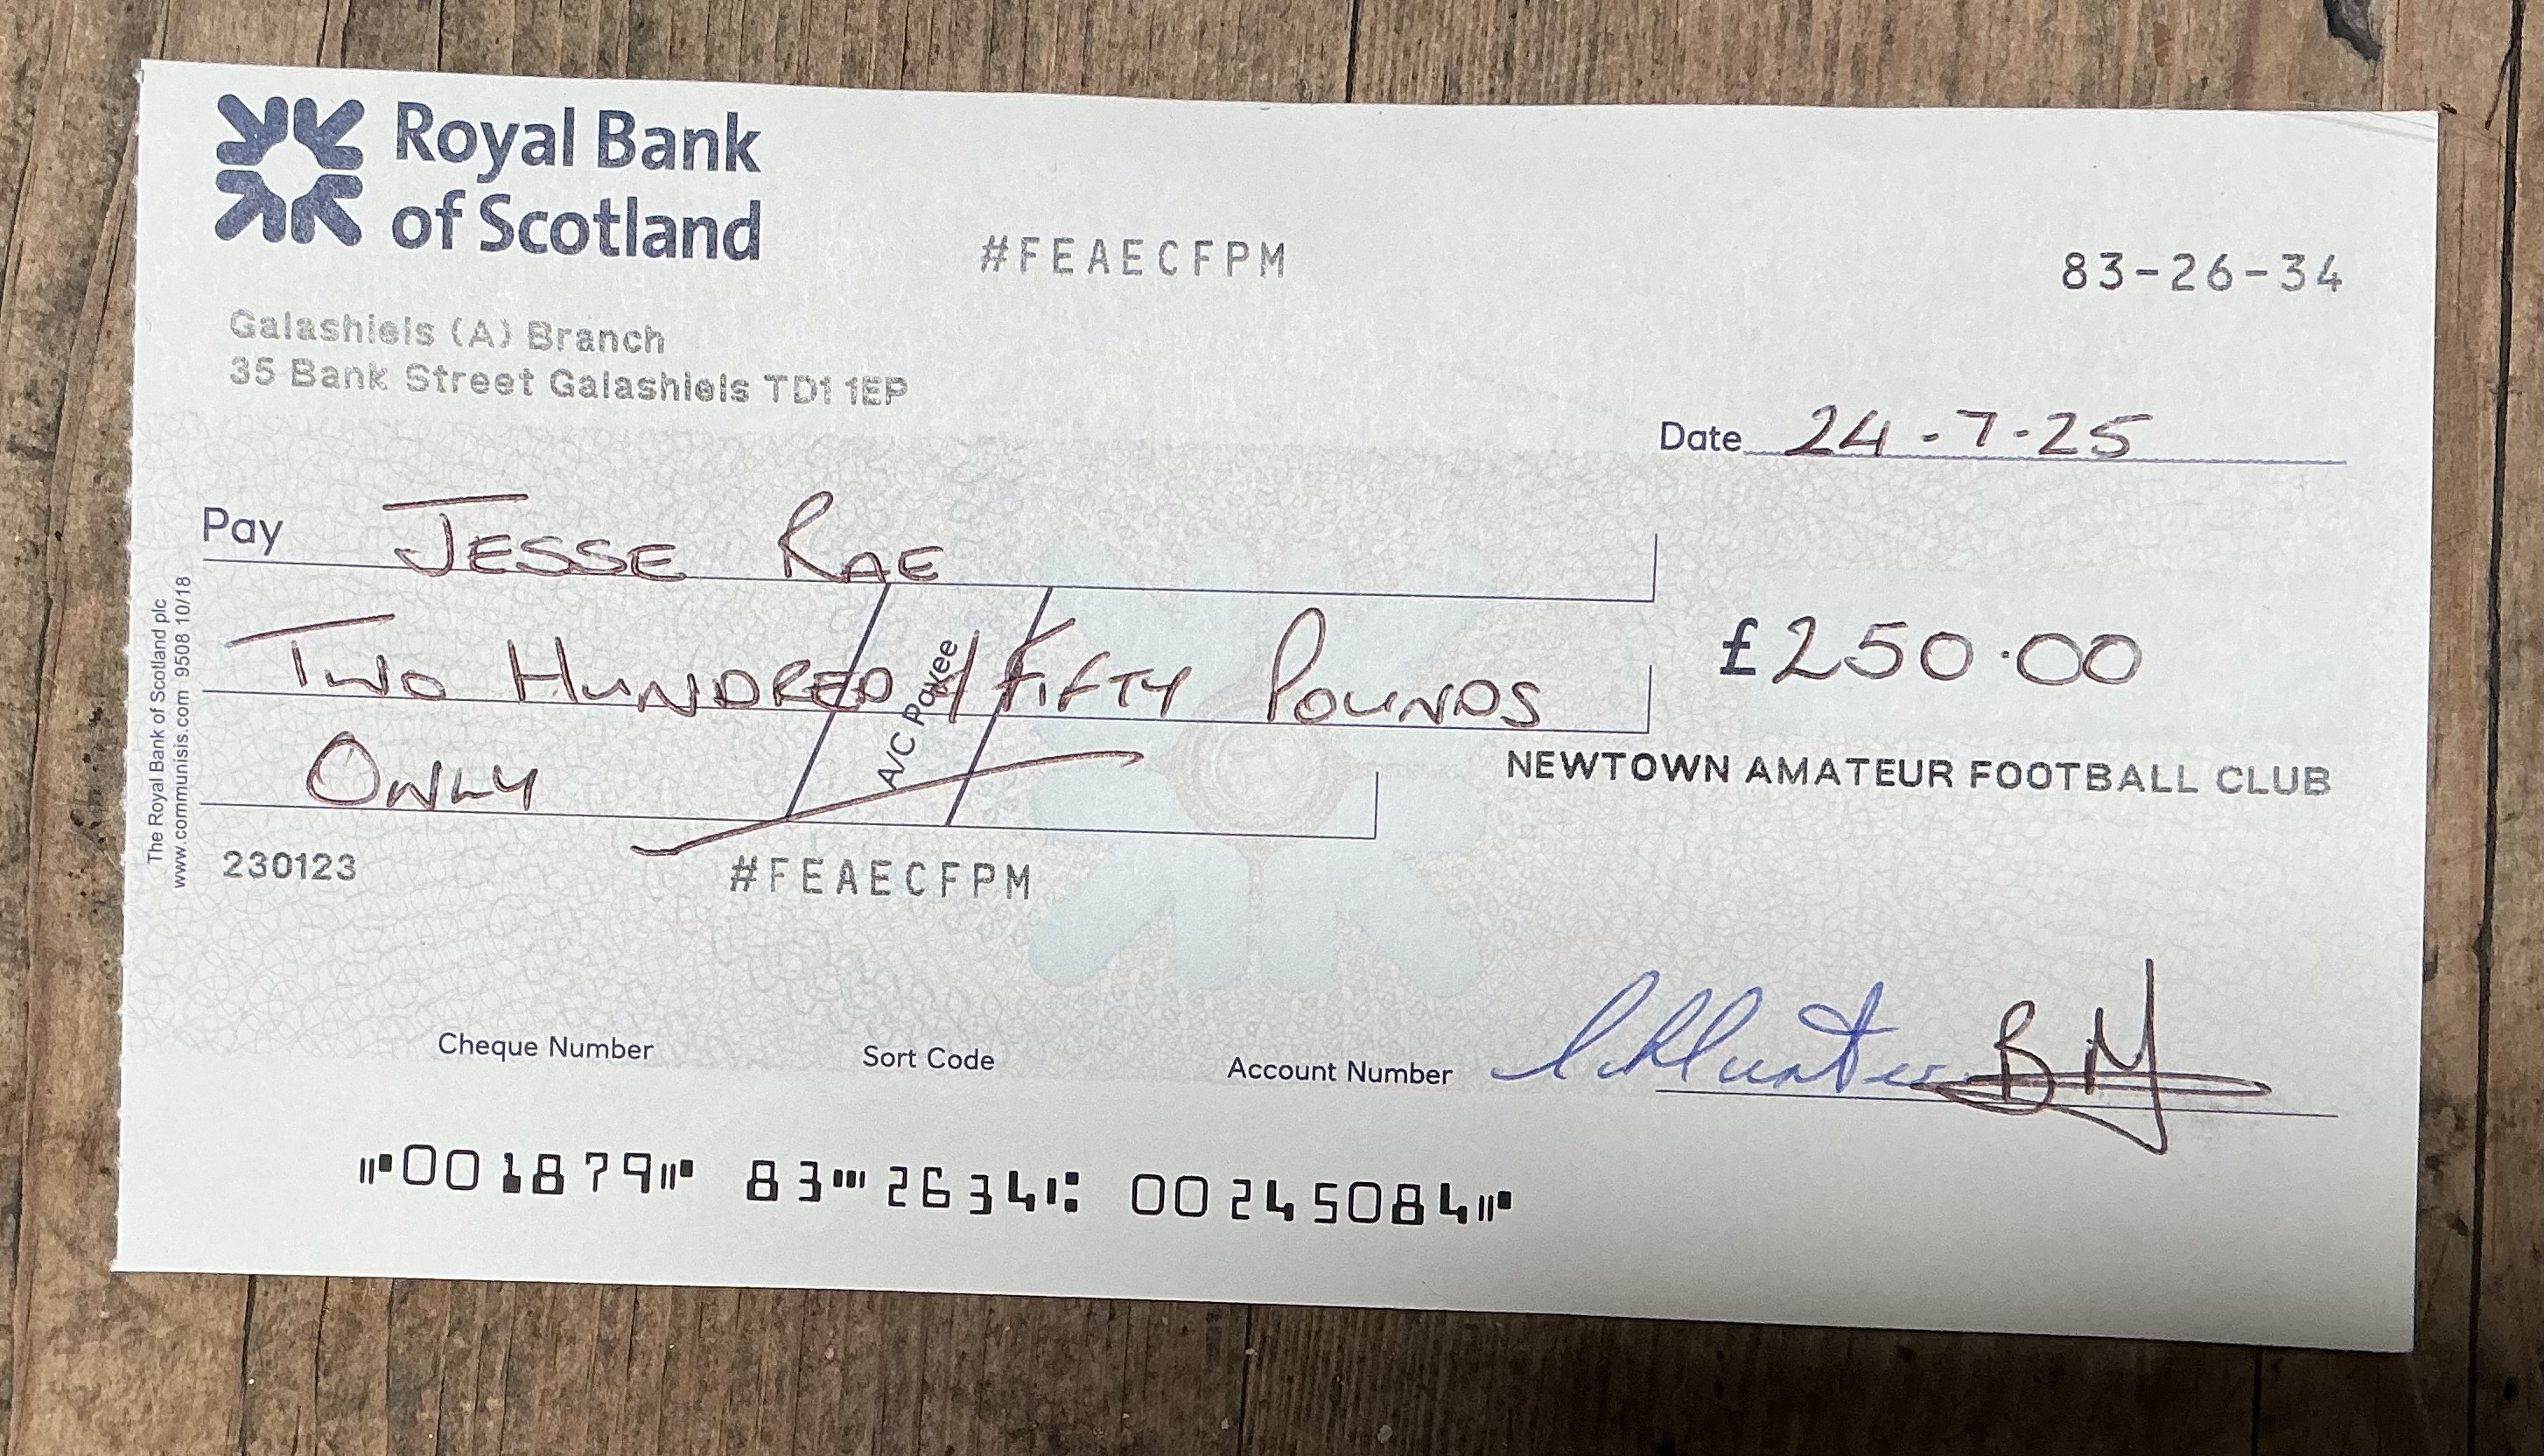 Royal Bank
of Scotland
#FEAECFPM
83-26-34
Galashiels (A) Branch
35 Bank Street Galashiels TD1 1EP
Date 24-7-25
Pay JESSE RAE
TWO HUNDRED / FIFTY POUNDS
£250.00
A/C Payee
ONLY
NEWTOWN AMATEUR FOOTBALL CLUB
The Royal Bank of Scotland plc
www.communisis.com 9508 10/18
230123
#FEAECFPM
Cheque Number
Sort Code
Account Number
BM
⑈001879⑈ 83⑉2634⑆ 00245084⑈